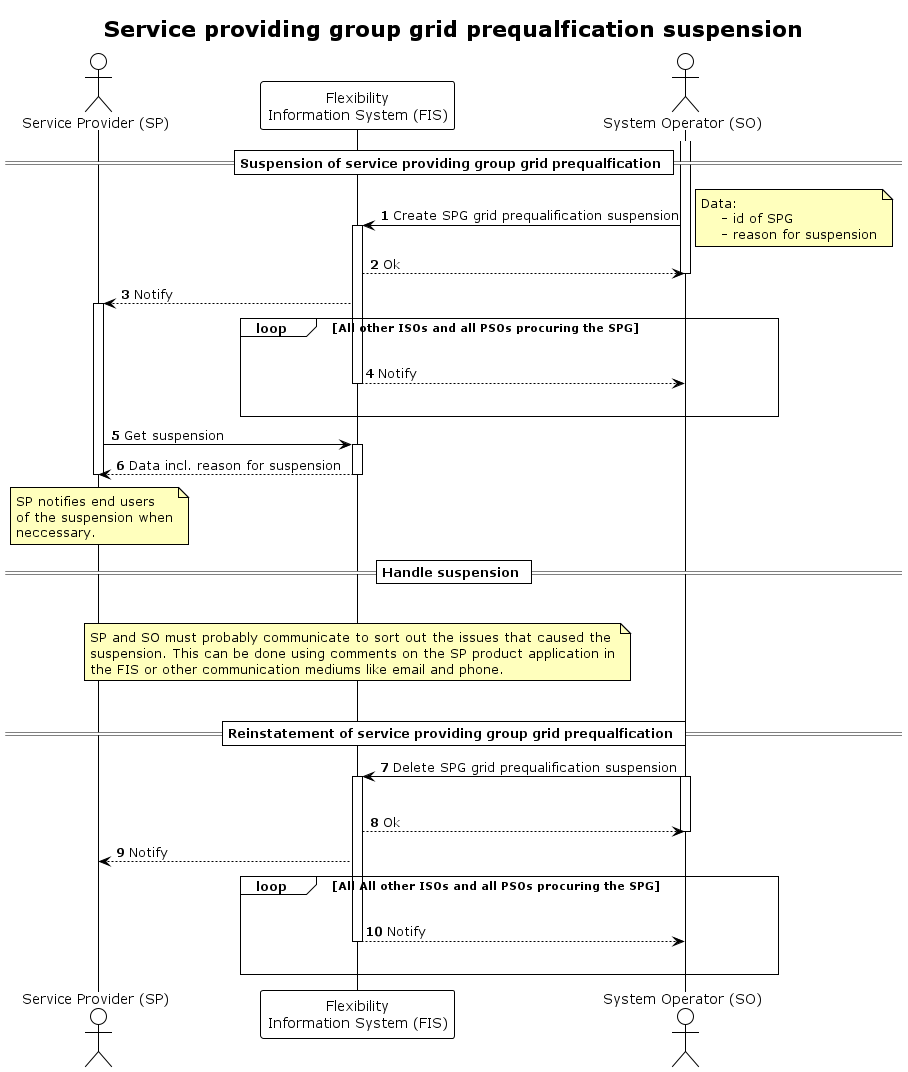 Service providing group grid prequalfication suspension
Service Provider (SP)
Flexibility
Information System (FIS)
System Operator (SO)
Suspension of service providing group grid prequalfication
Data:
- id of SPG
- reason for suspension
1 Create SPG grid prequalification suspension
2 Ok
3 Notify
loop [All other ISOs and all PSOs procuring the SPG]
4 Notify
5 Get suspension
6 Data incl. reason for suspension
SP notifies end users
of the suspension when
neccessary.
Handle suspension
SP and SO must probably communicate to sort out the issues that caused the
suspension. This can be done using comments on the SP product application in
the FIS or other communication mediums like email and phone.
Reinstatement of service providing group grid prequalfication
7 Delete SPG grid prequalification suspension
8 Ok
9 Notify
loop [All All other ISOs and all PSOs procuring the SPG]
10 Notify
Service Provider (SP)
Flexibility
Information System (FIS)
System Operator (SO)